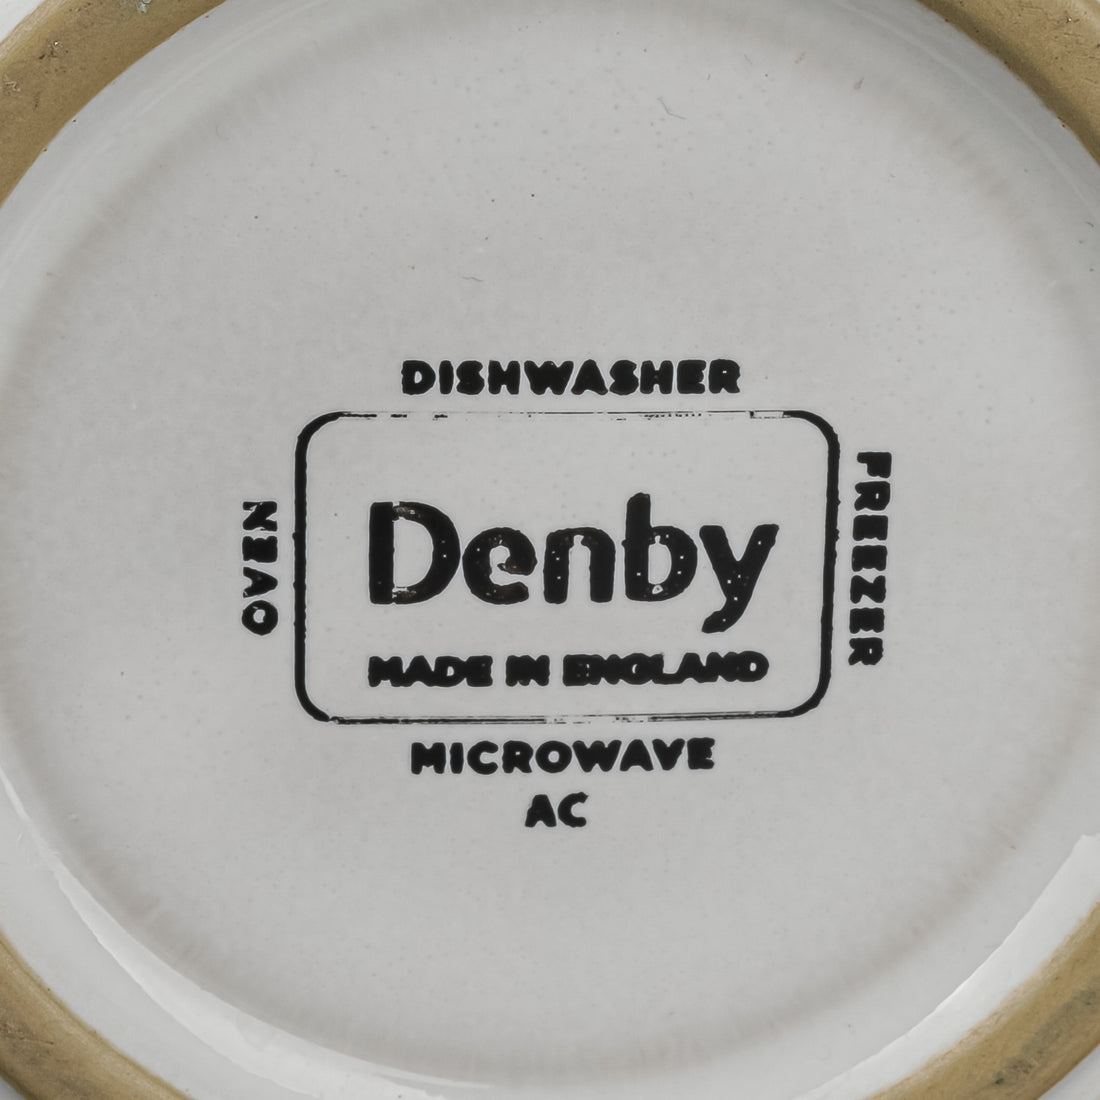 DISHWASHER
OVEN
Denby
FREEZER
MADE IN ENGLAND
MICROWAVE
AC